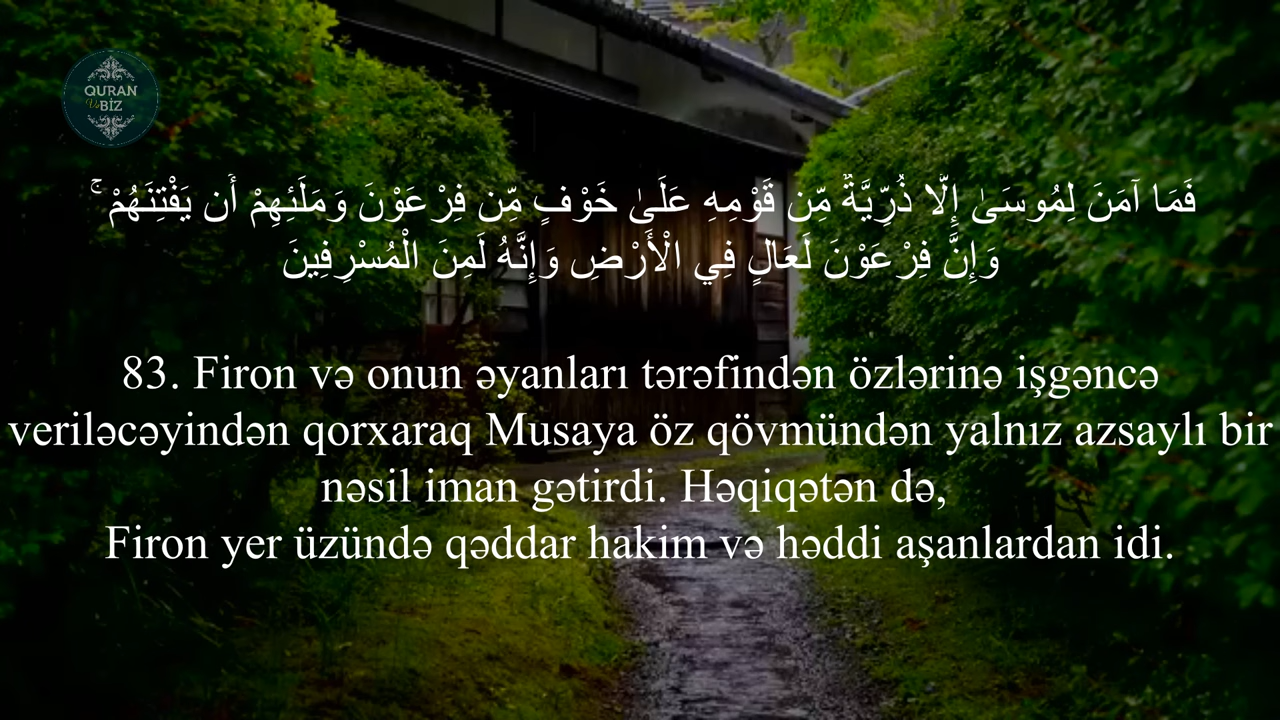 QURAN
Və BİZ
فَمَا آمَنَ لِمُوسَىٰ إِلَّا ذُرِّيَّةٌ مِّن قَوْمِهِ عَلَىٰ خَوْفٍ مِّن فِرْعَوْنَ وَمَلَئِهِمْ أَن يَفْتِنَهُمْ ۚ
وَإِنَّ فِرْعَوْنَ لَعَالٍ فِي الْأَرْضِ وَإِنَّهُ لَمِنَ الْمُسْرِفِينَ
83. Firon və onun əyanları tərəfindən özlərinə işgəncə
veriləcəyindən qorxaraq Musaya öz qövmündən yalnız azsaylı bir
nəsil iman gətirdi. Həqiqətən də,
Firon yer üzündə qəddar hakim və həddi aşanlardan idi.